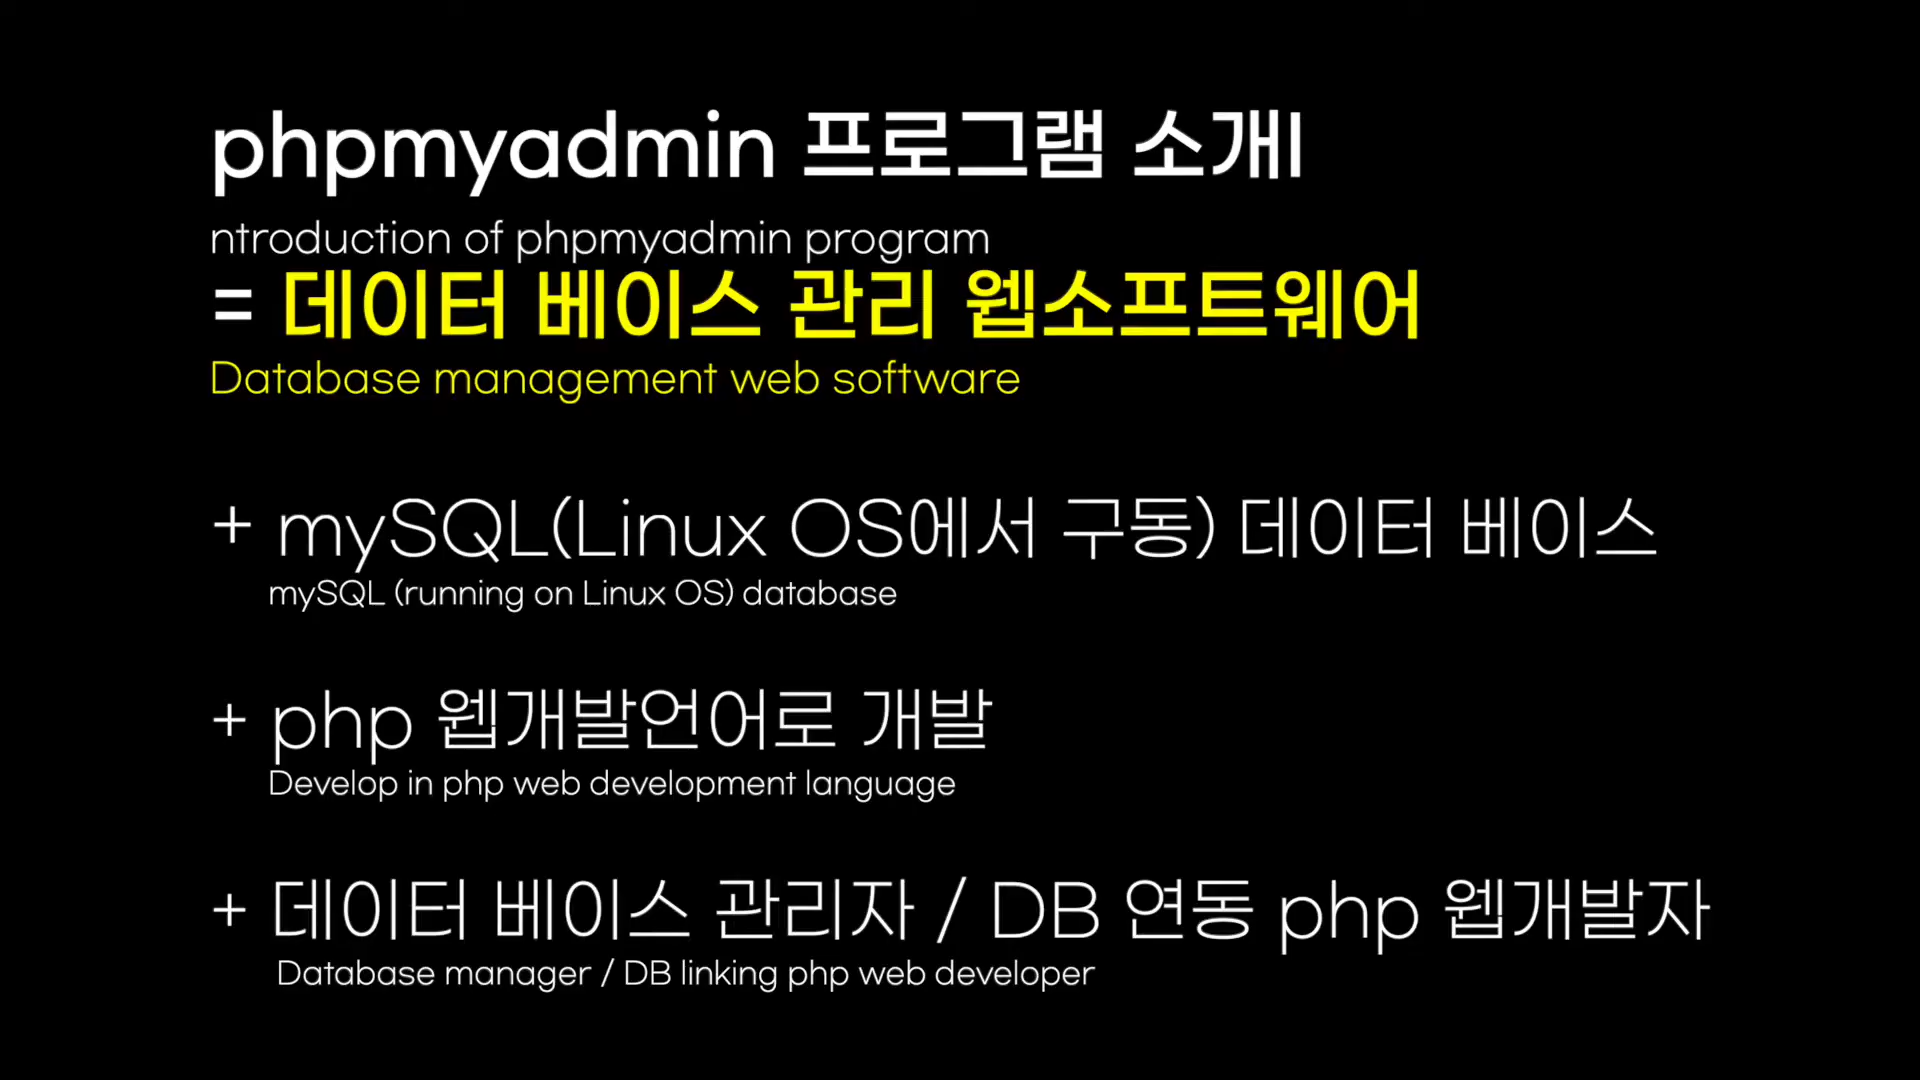 phpmyadmin 프로그램 소개I
ntroduction of phpmyadmin program
= 데이터 베이스 관리 웹소프트웨어
Database management web software
+ mySQL(Linux OS에서 구동) 데이터 베이스
mySQL (running on Linux OS) database
+ php 웹개발언어로 개발
Develop in php web development language
+ 데이터 베이스 관리자 / DB 연동 php 웹개발자
Database manager / DB linking php web developer